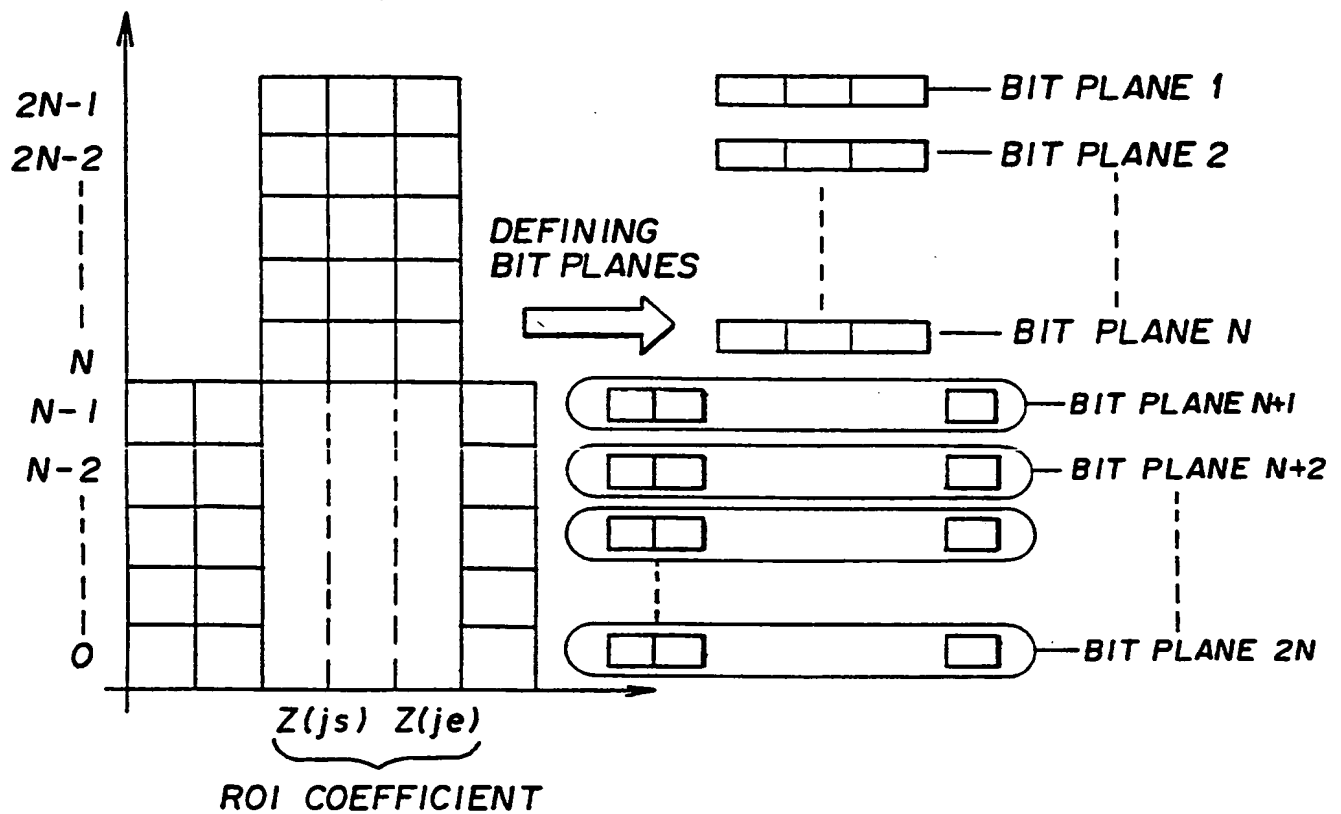 2N-1
2N-2
N
N-1
N-2
0
Z(js) Z(je)
ROI COEFFICIENT
DEFINING
BIT PLANES
BIT PLANE 1
BIT PLANE 2
BIT PLANE N
BIT PLANE N+1
BIT PLANE N+2
BIT PLANE 2N